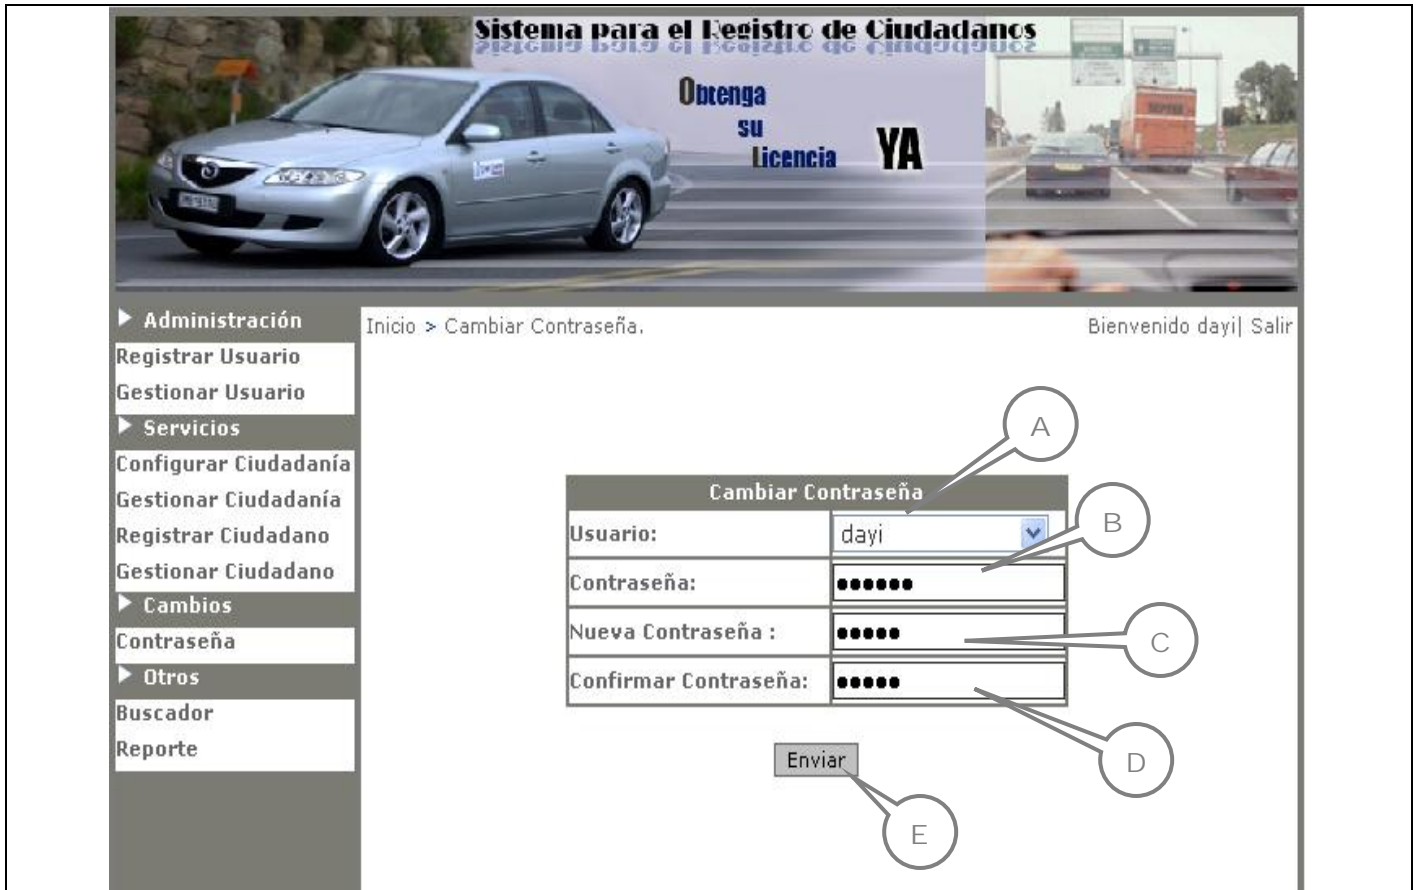 Sistema para el Registro de Ciudadanos
Obtenga
su
Licencia
YA
Administración
Registrar Usuario
Gestionar Usuario
Servicios
Configurar Ciudadanía
Gestionar Ciudadanía
Registrar Ciudadano
Gestionar Ciudadano
Cambios
Contraseña
Otros
Buscador
Reporte
Inicio > Cambiar Contraseña.
Bienvenido dayi| Salir
A
Cambiar Contraseña
Usuario: dayi
B
Contraseña: ●●●●●●
Nueva Contraseña : ●●●●●
C
Confirmar Contraseña: ●●●●●
D
Enviar
E